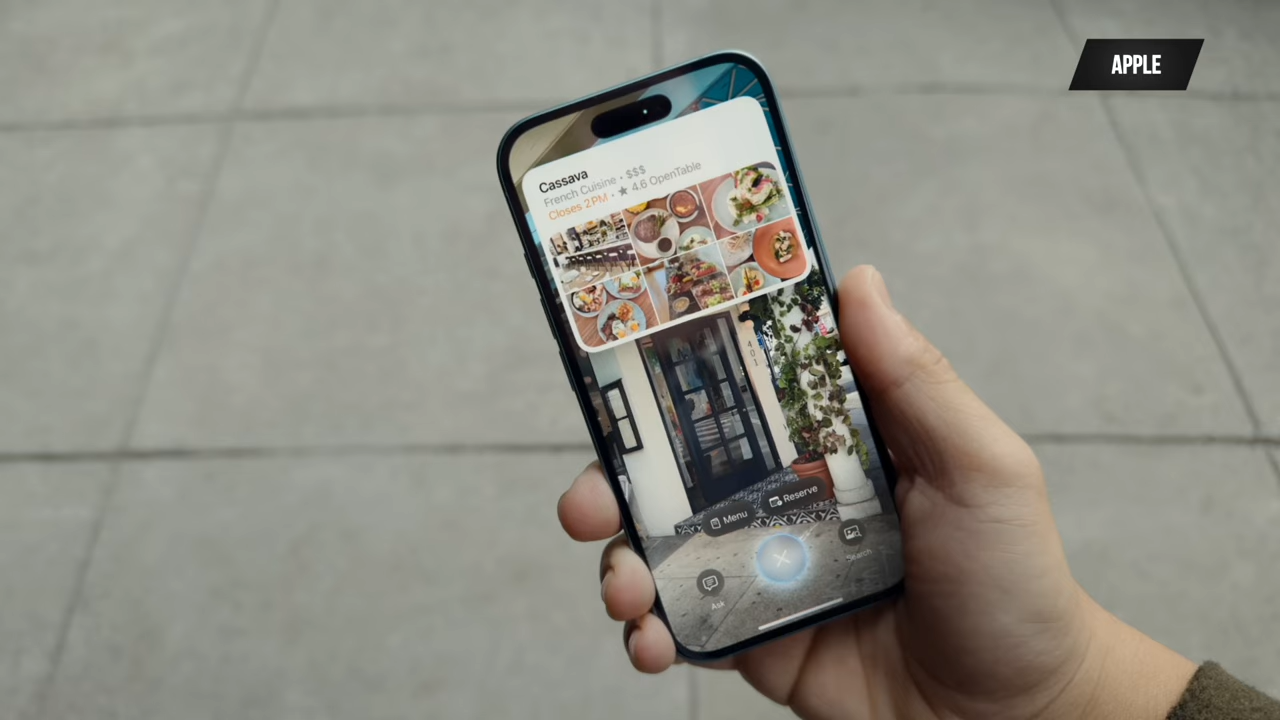 APPLE
Cassava
French Cuisine • $$$
Closes 2PM • ★ 4.6 OpenTable
401
Menu
Reserve
Ask
Search